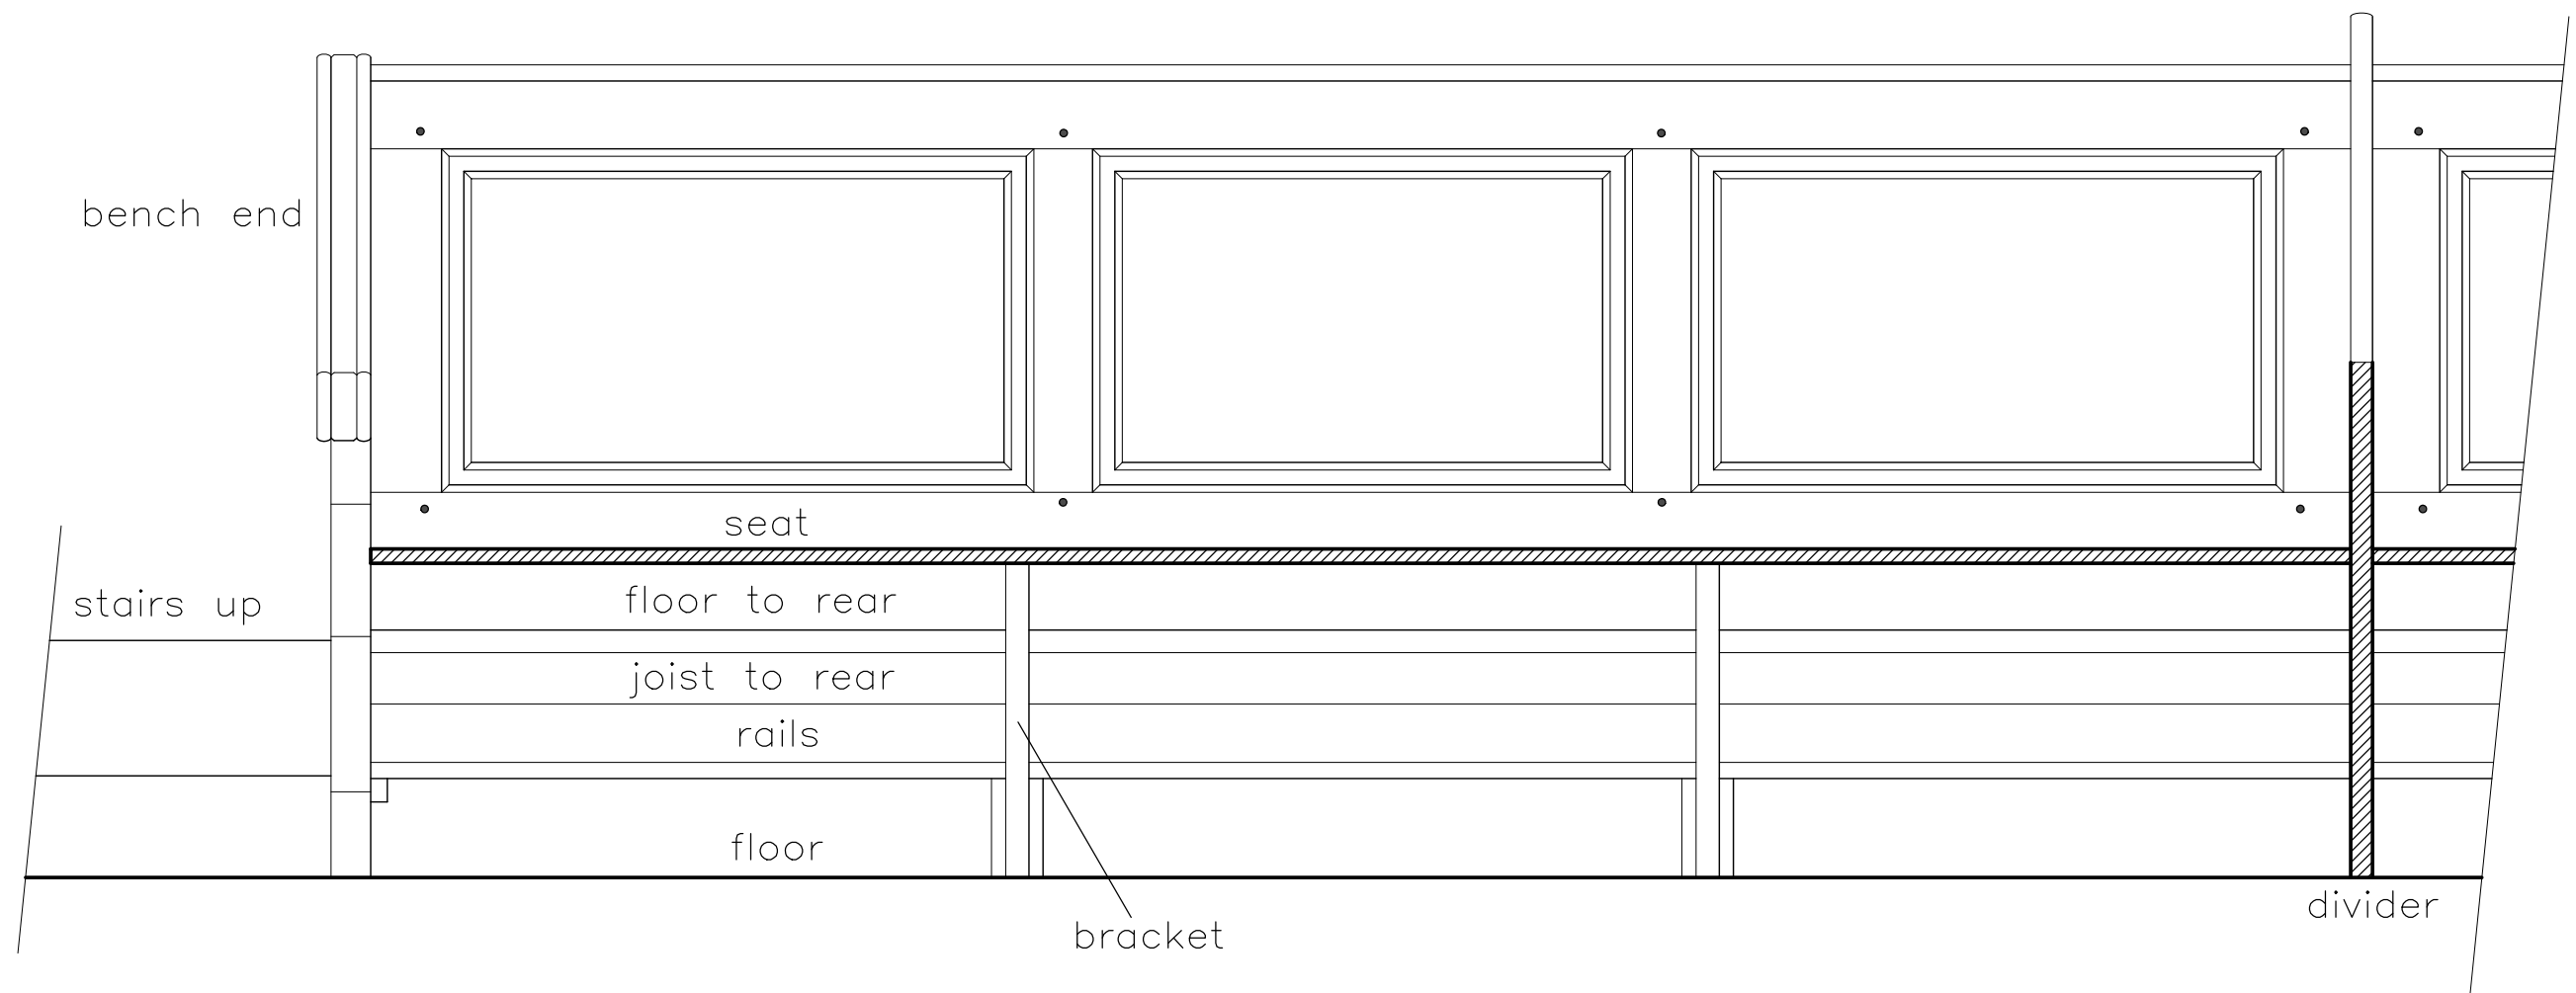 bench end
seat
stairs up
floor to rear
joist to rear
rails
floor
divider
bracket